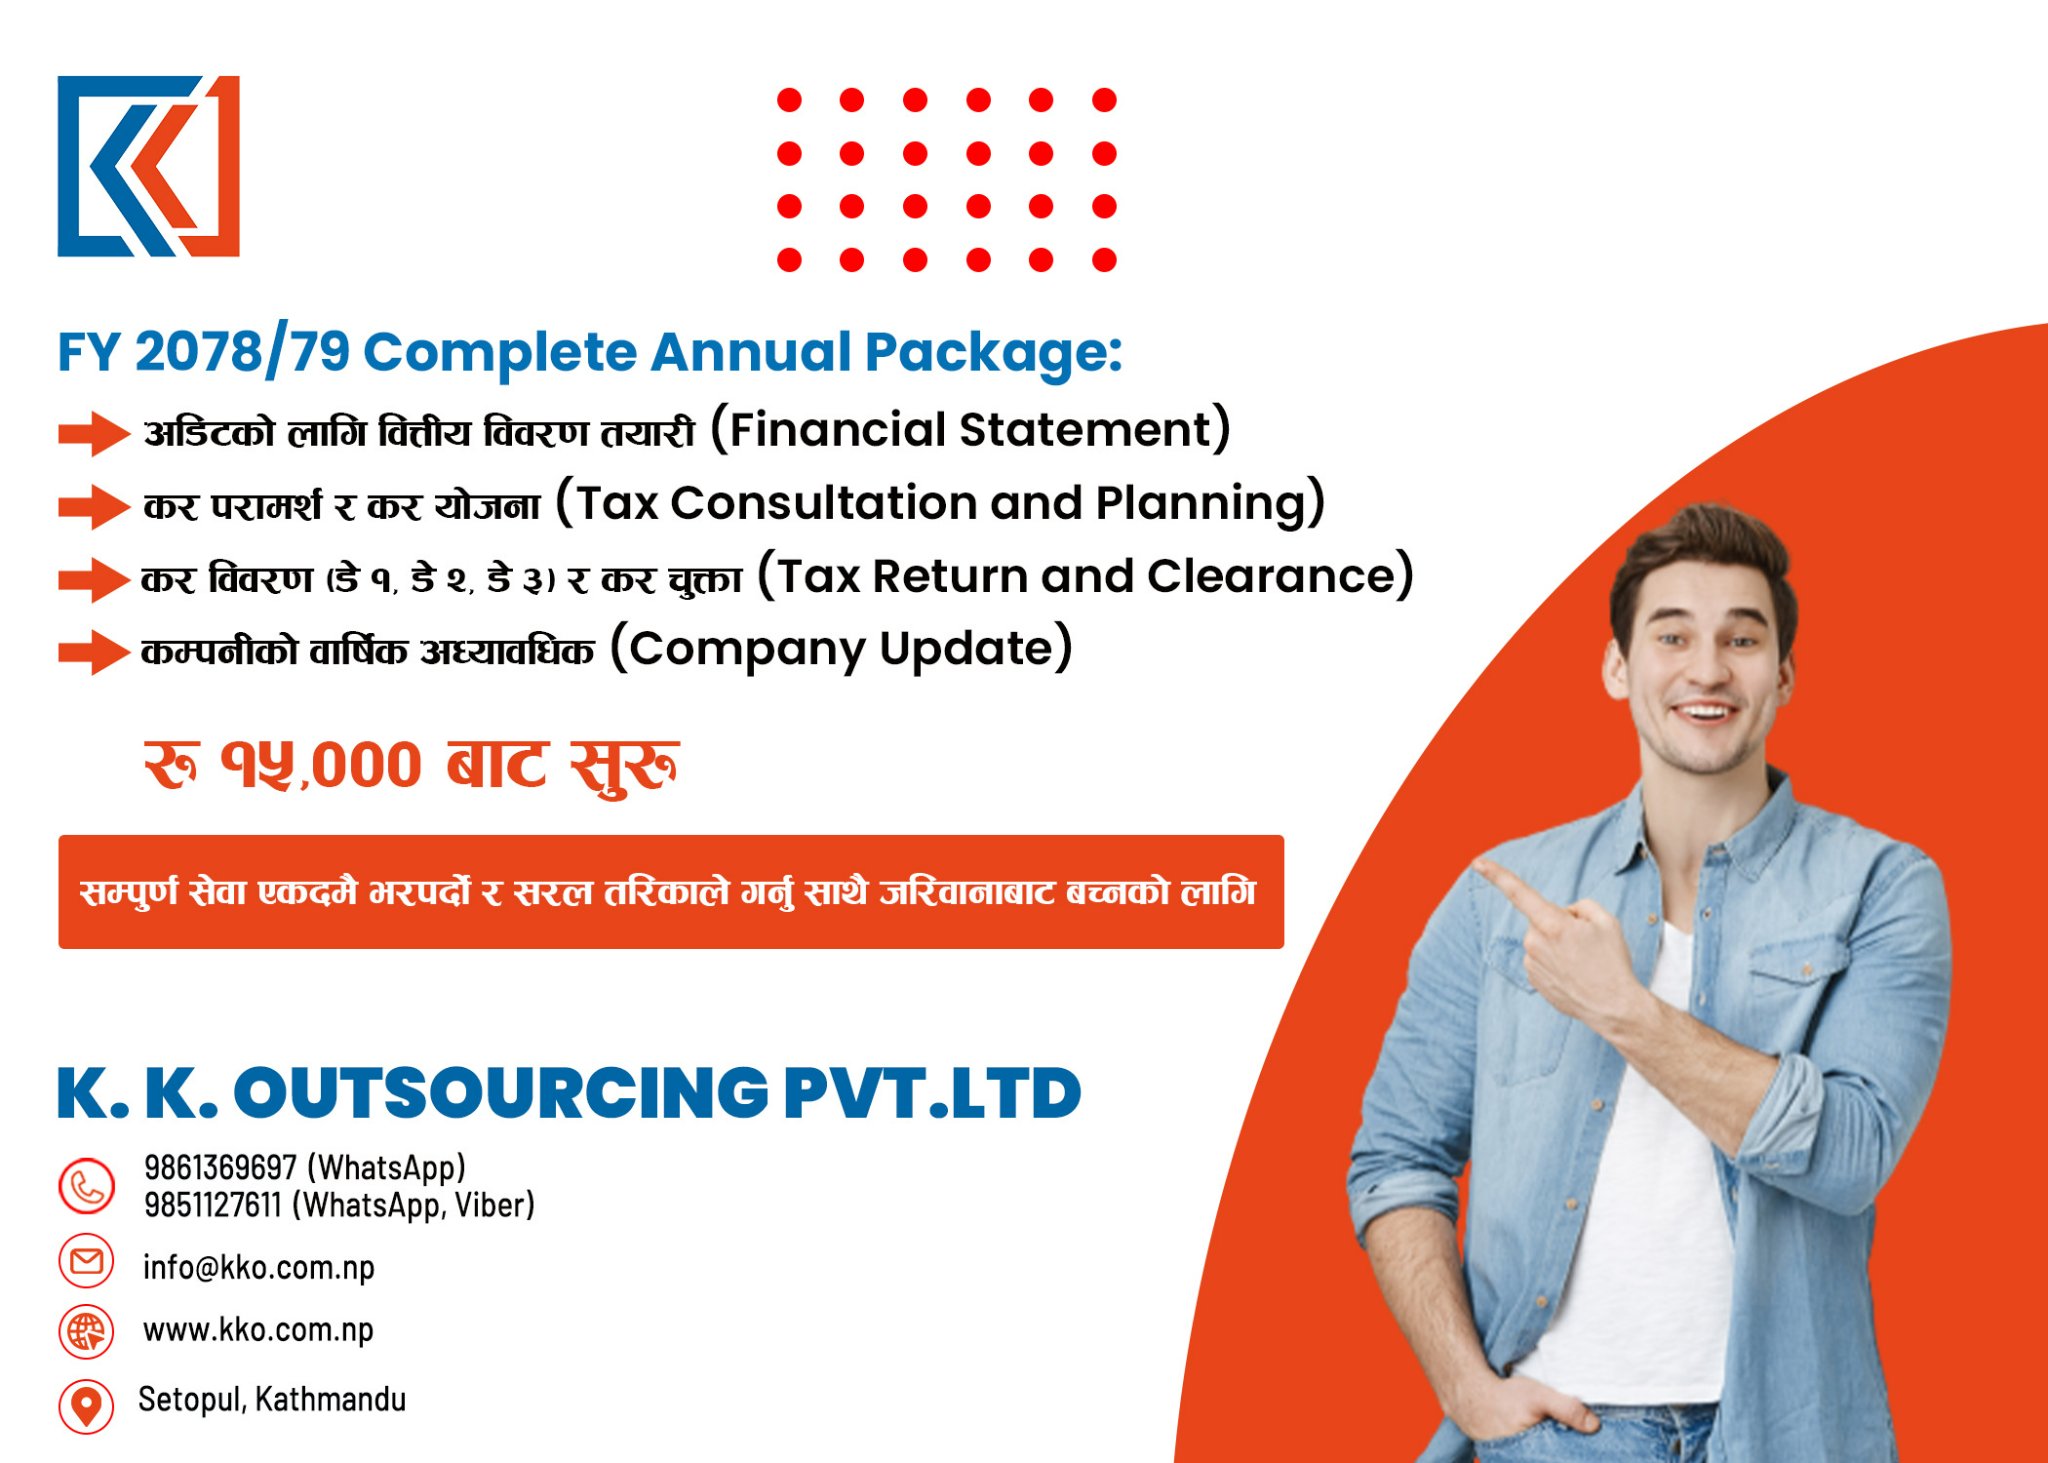 FY 2078/79 Complete Annual Package:
अडिटको लागि वित्तीय विवरण तयारी (Financial Statement)
कर परामर्श र कर योजना (Tax Consultation and Planning)
कर विवरण (डे १, डे २, डे ३) र कर चुक्ता (Tax Return and Clearance)
कम्पनीको वार्षिक अध्यावधिक (Company Update)
रु १५,००० बाट सुरु
सम्पुर्ण सेवा एकदमै भरपर्दो र सरल तरिकाले गर्नु साथै जरिवानाबाट बच्नको लागि
K. K. OUTSOURCING PVT.LTD
9861369697 (WhatsApp)
9851127611 (WhatsApp, Viber)
info@kko.com.np
www.kko.com.np
Setopul, Kathmandu